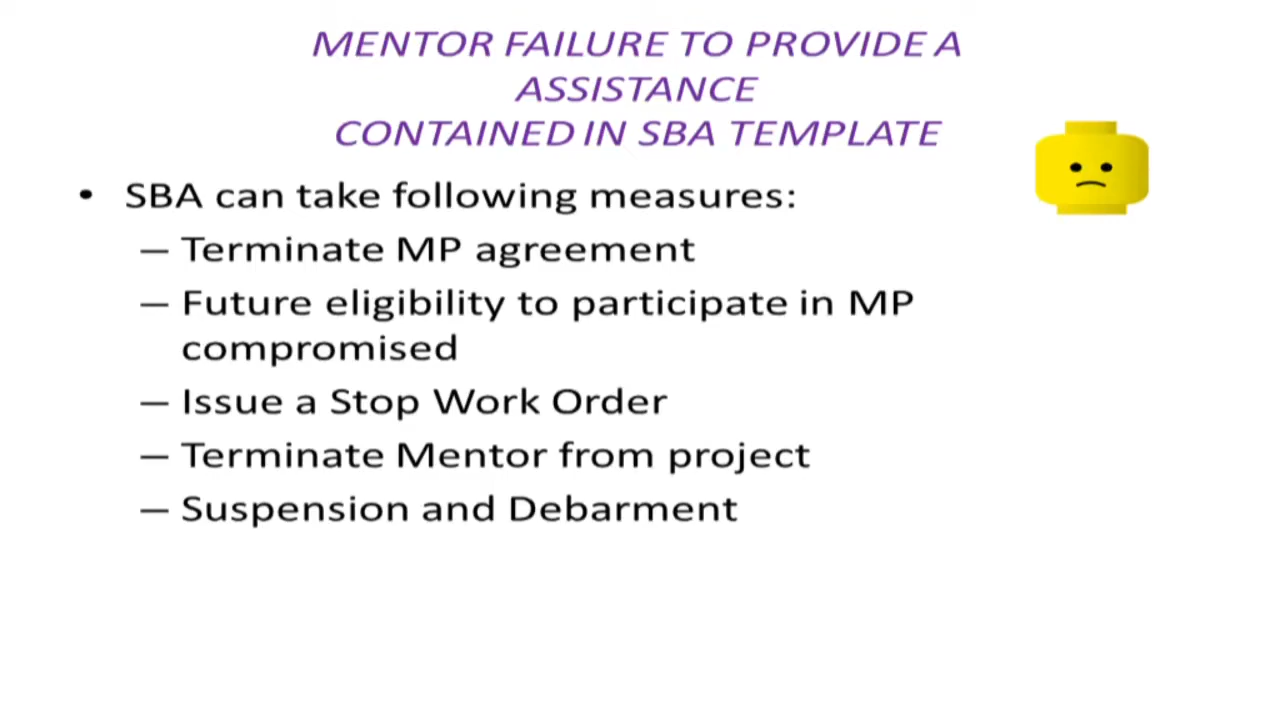 MENTOR FAILURE TO PROVIDE A
ASSISTANCE
CONTAINED IN SBA TEMPLATE
• SBA can take following measures:
– Terminate MP agreement
– Future eligibility to participate in MP
compromised
– Issue a Stop Work Order
– Terminate Mentor from project
– Suspension and Debarment